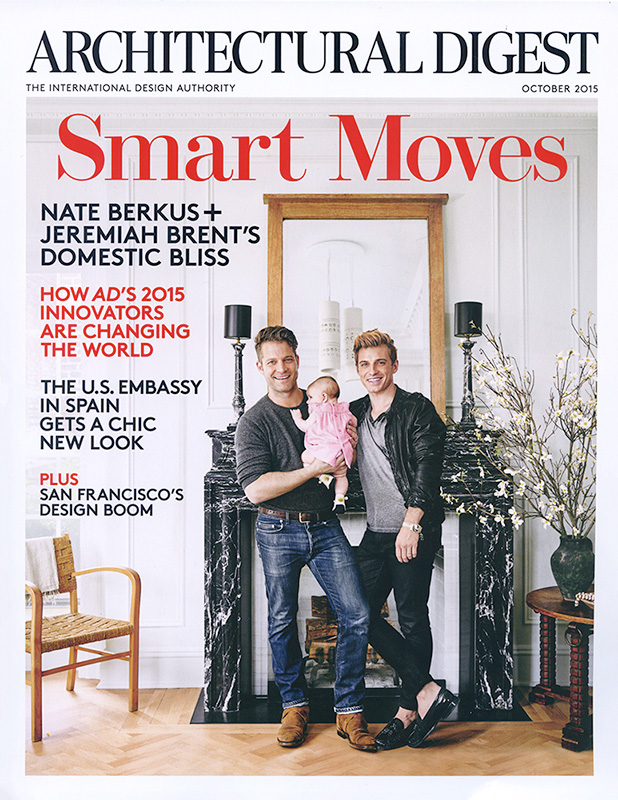 ARCHITECTURAL DIGEST
THE INTERNATIONAL DESIGN AUTHORITY
OCTOBER 2015
Smart Moves
NATE BERKUS+
JEREMIAH BRENT'S
DOMESTIC BLISS
HOW AD'S 2015
INNOVATORS
ARE CHANGING
THE WORLD
THE U.S. EMBASSY
IN SPAIN
GETS A CHIC
NEW LOOK
PLUS
SAN FRANCISCO'S
DESIGN BOOM